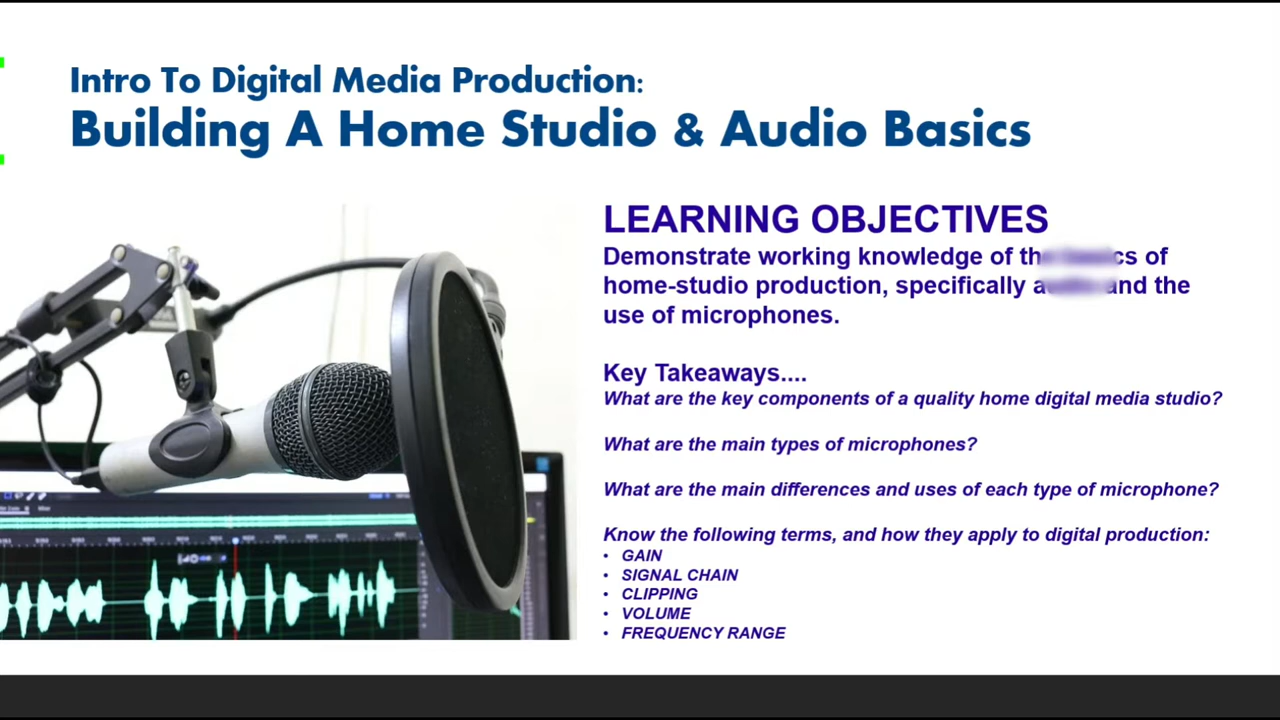 Intro To Digital Media Production:
Building A Home Studio & Audio Basics
LEARNING OBJECTIVES
Demonstrate working knowledge of of
home-studio production, specifically and the
use of microphones.
Key Takeaways....
What are the key components of a quality home digital media studio?
What are the main types of microphones?
What are the main differences and uses of each type of microphone?
Know the following terms, and how they apply to digital production:
• GAIN
• SIGNAL CHAIN
• CLIPPING
• VOLUME
• FREQUENCY RANGE